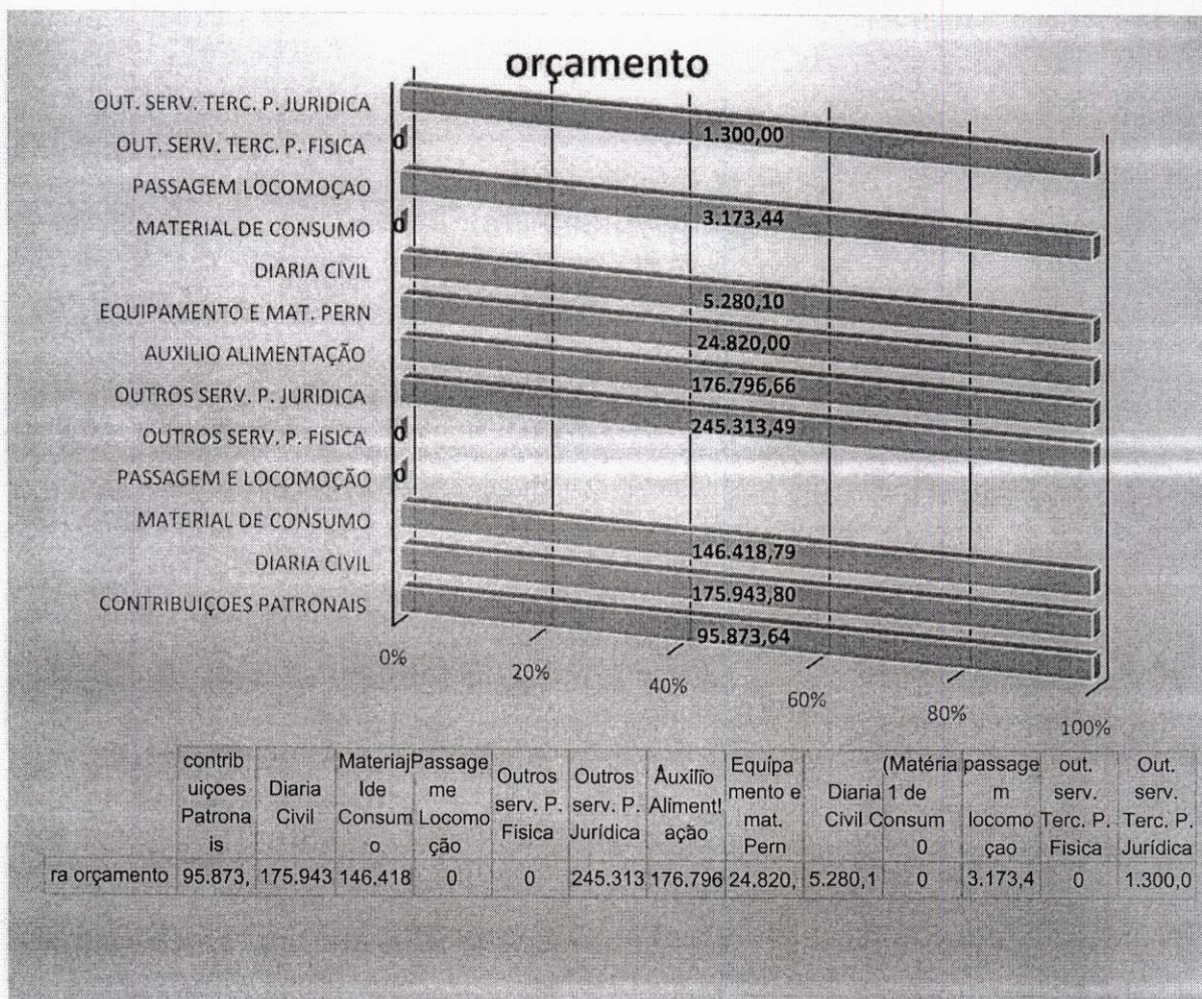 orçamento
OUT. SERV. TERC. P. JURIDICA
1.300,00
OUT. SERV. TERC. P. FISICA
0
PASSAGEM LOCOMOÇAO
3.173,44
MATERIAL DE CONSUMO
0
DIARIA CIVIL
5.280,10
EQUIPAMENTO E MAT. PERN
24.820,00
AUXILIO ALIMENTAÇÃO
176.796,66
OUTROS SERV. P. JURIDICA
245.313,49
OUTROS SERV. P. FISICA
0
PASSAGEM E LOCOMOÇÃO
0
MATERIAL DE CONSUMO
146.418,79
DIARIA CIVIL
175.943,80
CONTRIBUIÇOES PATRONAIS
95.873,64
0% 20% 40% 60% 80% 100%
contrib
uiçoes
Patrona
is
Diaria
Civil
Materiaj
Ide
Consum
o
Passage
me
Locomo
ção
Outros
serv. P.
Fisica
Outros
serv. P.
Jurídica
Auxilio
Aliment!
ação
Equípa
mento e
mat.
Pern
Diaria
Civil
(Matéria
1 de
Consum
0
passage
m
locomo
çao
out.
serv.
Terc. P.
Fisica
Out.
serv.
Terc. P.
Jurídica
ra orçamento 95.873, 175.943 146.418 0 0 245.313 176.796 24.820, 5.280,1 0 3.173,4 0 1.300,0